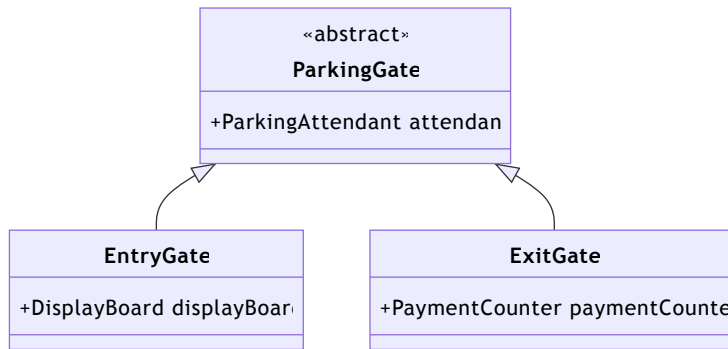 «abstract»
ParkingGate
+ParkingAttendant attendan
EntryGate
+DisplayBoard displayBoar
ExitGate
+PaymentCounter paymentCounte